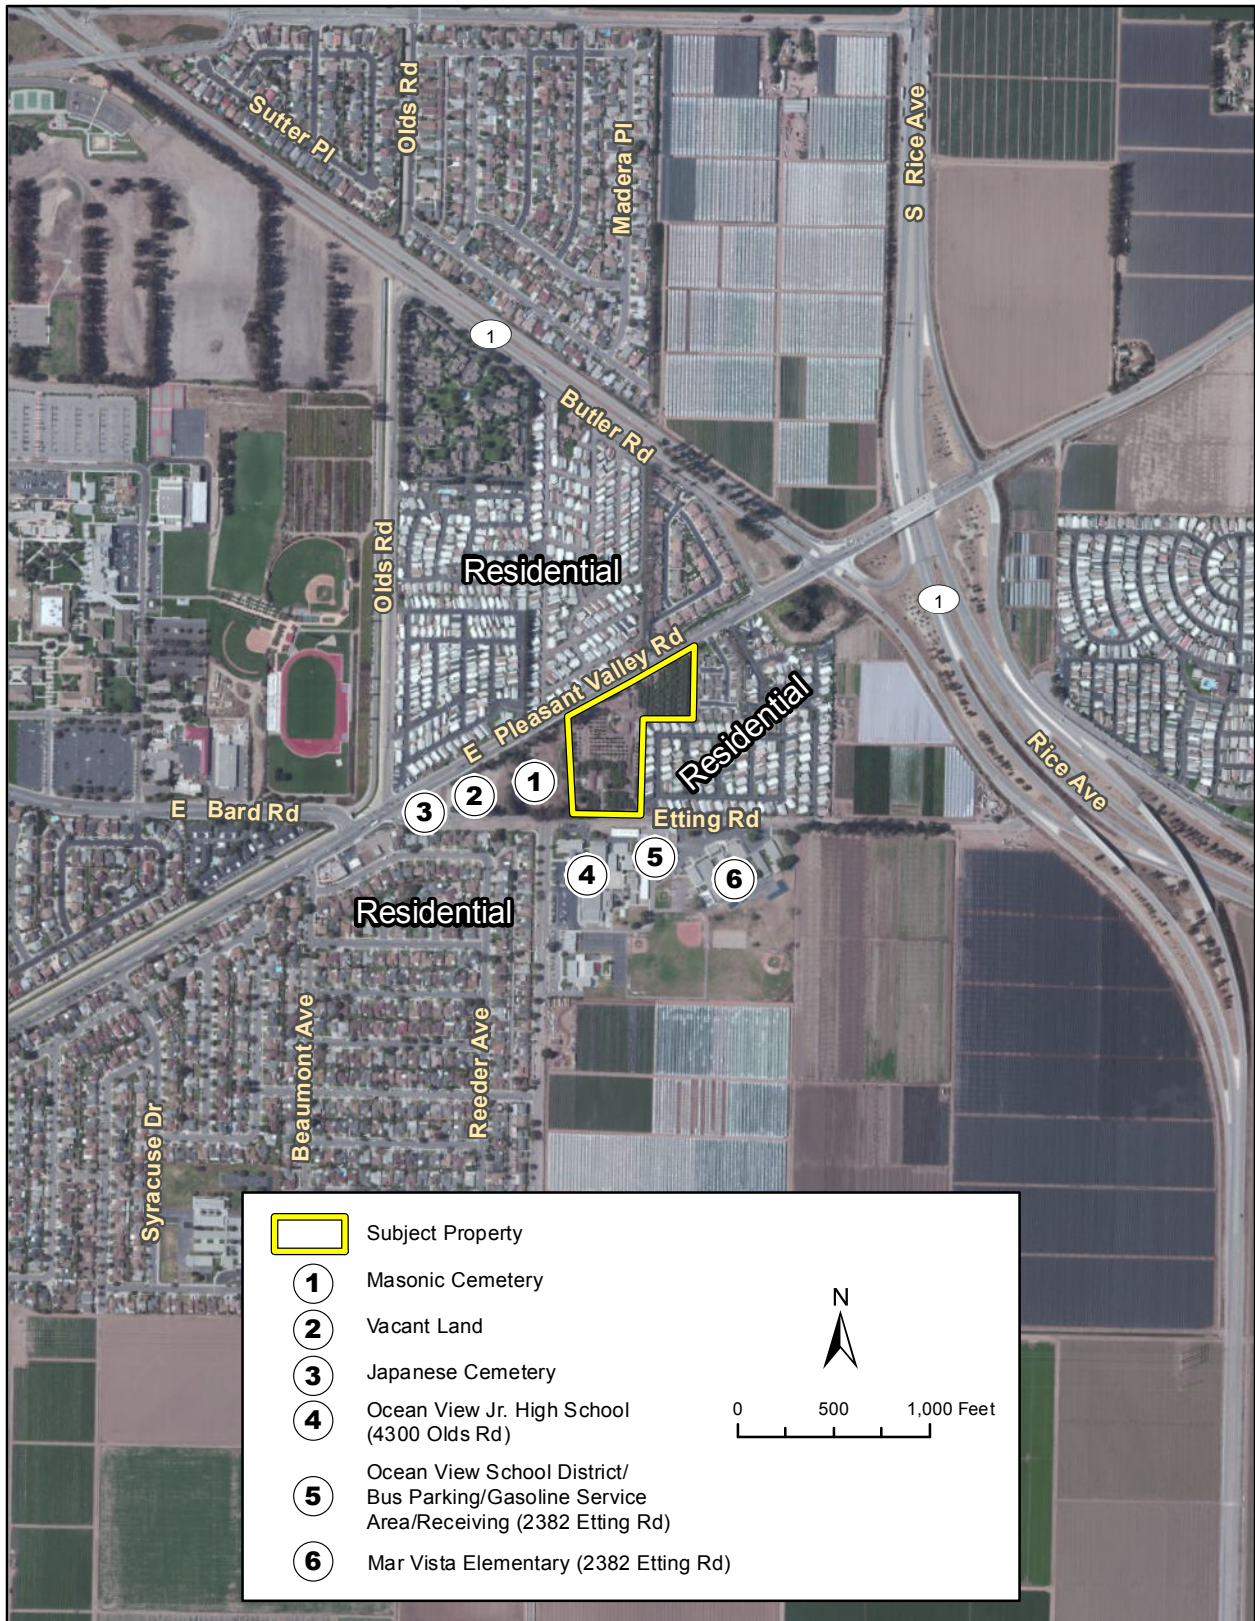 Sutter Pl
Olds Rd
Madera Pl
S Rice Ave
1
Butler Rd
Olds Rd
Residential
1
E Pleasant Valley Rd
Residential
Rice Ave
1
2
3
E Bard Rd
Etting Rd
4
5
6
Residential
Beaumont Ave
Reeder Ave
Syracuse Dr
Subject Property
1 Masonic Cemetery
2 Vacant Land
3 Japanese Cemetery
4 Ocean View Jr. High School
(4300 Olds Rd)
Ocean View School District/
5 Bus Parking/Gasoline Service
Area/Receiving (2382 Etting Rd)
6 Mar Vista Elementary (2382 Etting Rd)
N
0 500 1,000 Feet